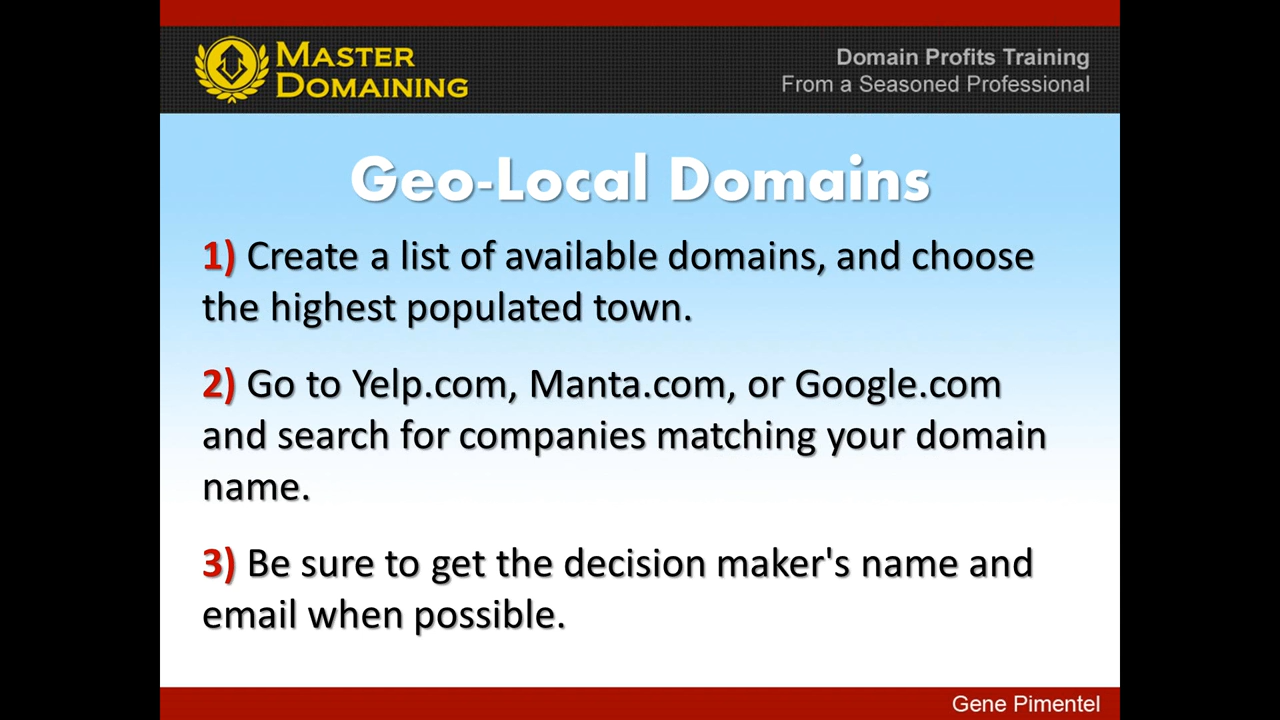 MASTER
DOMAINING
Domain Profits Training
From a Seasoned Professional
Geo-Local Domains
1) Create a list of available domains, and choose
the highest populated town.
2) Go to Yelp.com, Manta.com, or Google.com
and search for companies matching your domain
name.
3) Be sure to get the decision maker's name and
email when possible.
Gene Pimentel